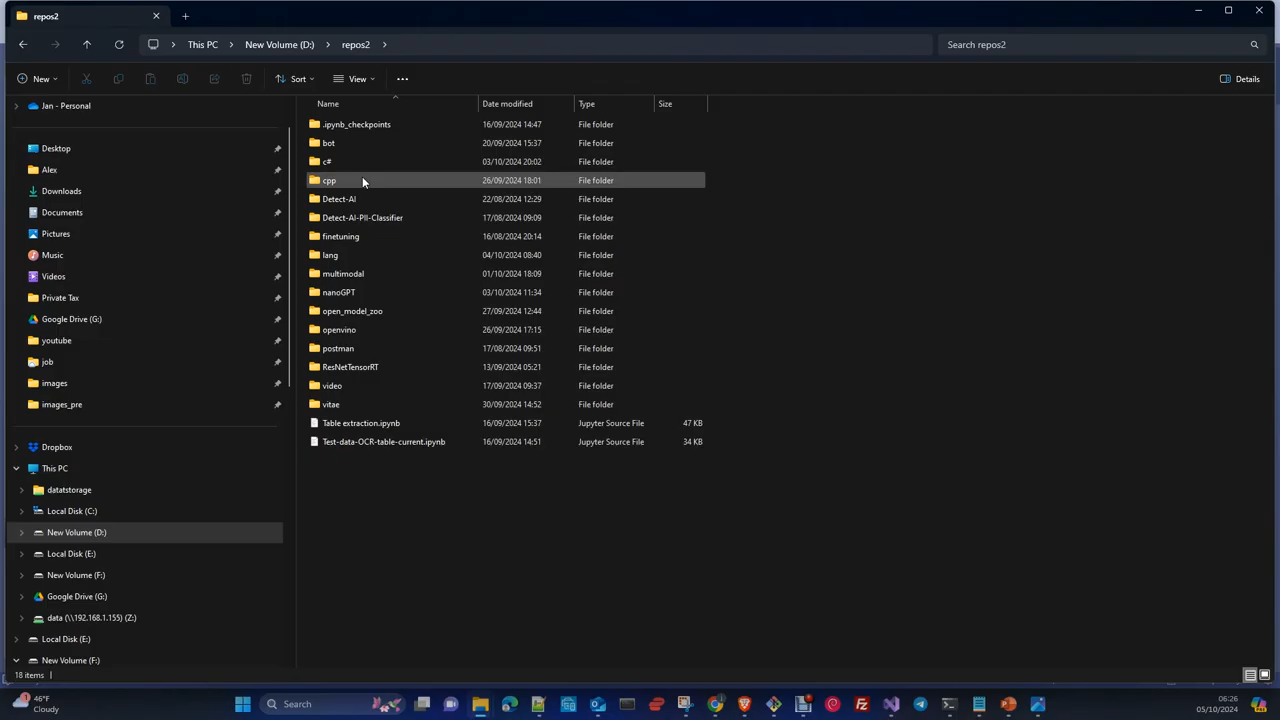 repos2
This PC
New Volume (D:)
repos2
Search repos2
New
Sort
View
Details
Jan - Personal
Desktop
Alex
Downloads
Documents
Pictures
Music
Videos
Private Tax
Google Drive (G:)
youtube
job
images
images_pre
Dropbox
This PC
datatstorage
Local Disk (C:)
New Volume (D:)
Local Disk (E:)
New Volume (F:)
Google Drive (G:)
data (\\192.168.1.155) (Z:)
Local Disk (E:)
New Volume (F:)
Name Date modified Type Size
.ipynb_checkpoints 16/09/2024 14:47 File folder
bot 20/09/2024 15:37 File folder
c# 03/10/2024 20:02 File folder
cpp 26/09/2024 18:01 File folder
Detect-AI 22/08/2024 12:29 File folder
Detect-AI-PII-Classifier 17/08/2024 09:09 File folder
finetuning 16/08/2024 20:14 File folder
lang 04/10/2024 08:40 File folder
multimodal 01/10/2024 18:09 File folder
nanoGPT 03/10/2024 11:34 File folder
open_model_zoo 27/09/2024 12:44 File folder
openvino 26/09/2024 17:15 File folder
postman 17/08/2024 09:51 File folder
ResNetTensorRT 13/09/2024 05:21 File folder
video 17/09/2024 09:37 File folder
vitae 30/09/2024 14:52 File folder
Table extraction.ipynb 16/09/2024 15:37 Jupyter Source File 47 KB
Test-data-OCR-table-current.ipynb 16/09/2024 14:51 Jupyter Source File 34 KB
18 items
46°F
Cloudy
Search
06:26
05/10/2024